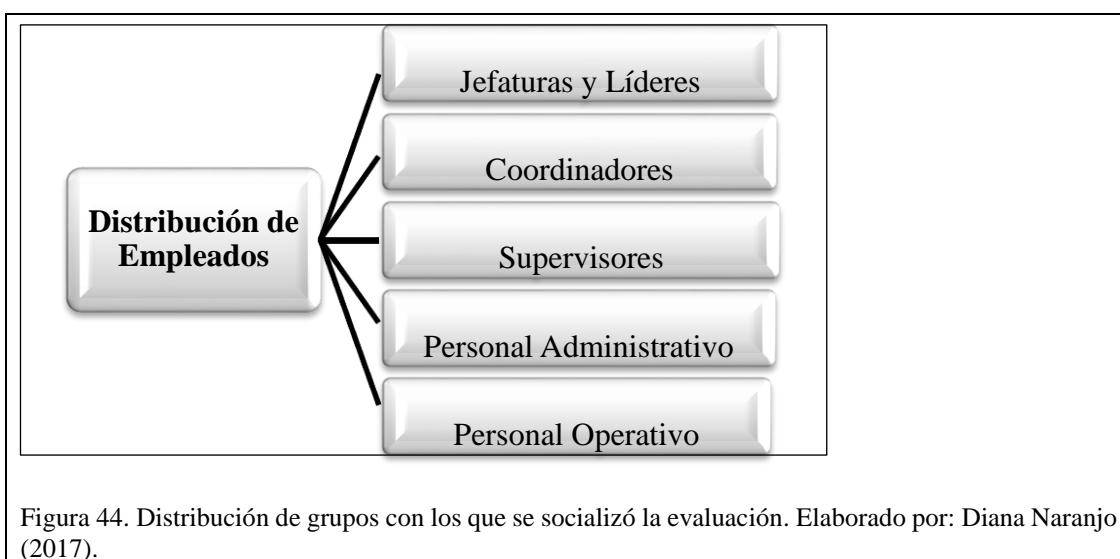 Jefaturas y Líderes
Coordinadores
Distribución de
Empleados
Supervisores
Personal Administrativo
Personal Operativo
Figura 44. Distribución de grupos con los que se socializó la evaluación. Elaborado por: Diana Naranjo
(2017).